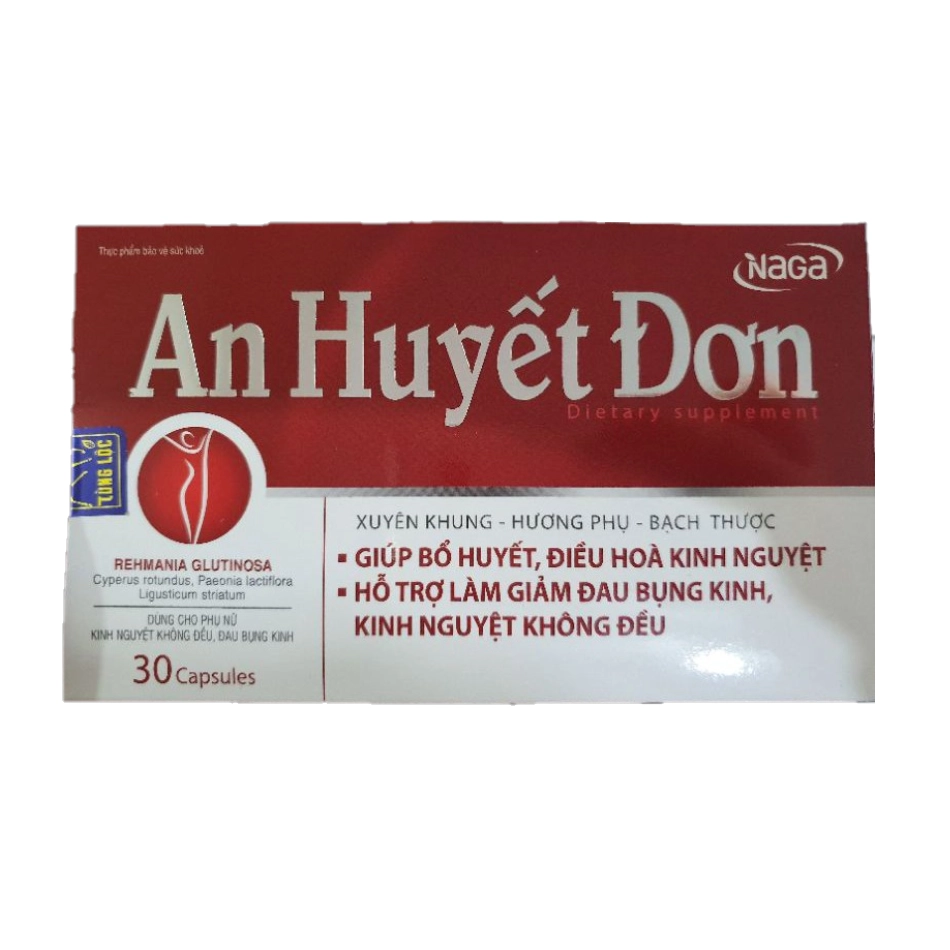 Thực phẩm bảo vệ sức khoẻ
NaGa
An Huyết Đơn
Dietary supplement
TÙNG LỘC
XUYÊN KHUNG - HƯƠNG PHỤ - BẠCH THƯỢC
▪ GIÚP BỔ HUYẾT, ĐIỀU HOÀ KINH NGUYỆT
▪ HỖ TRỢ LÀM GIẢM ĐAU BỤNG KINH,
KINH NGUYỆT KHÔNG ĐỀU
REHMANIA GLUTINOSA
Cyperus rotundus, Paeonia lactiflora
Ligusticum striatum
DÙNG CHO PHỤ NỮ
KINH NGUYỆT KHÔNG ĐỀU, ĐAU BỤNG KINH
30 Capsules